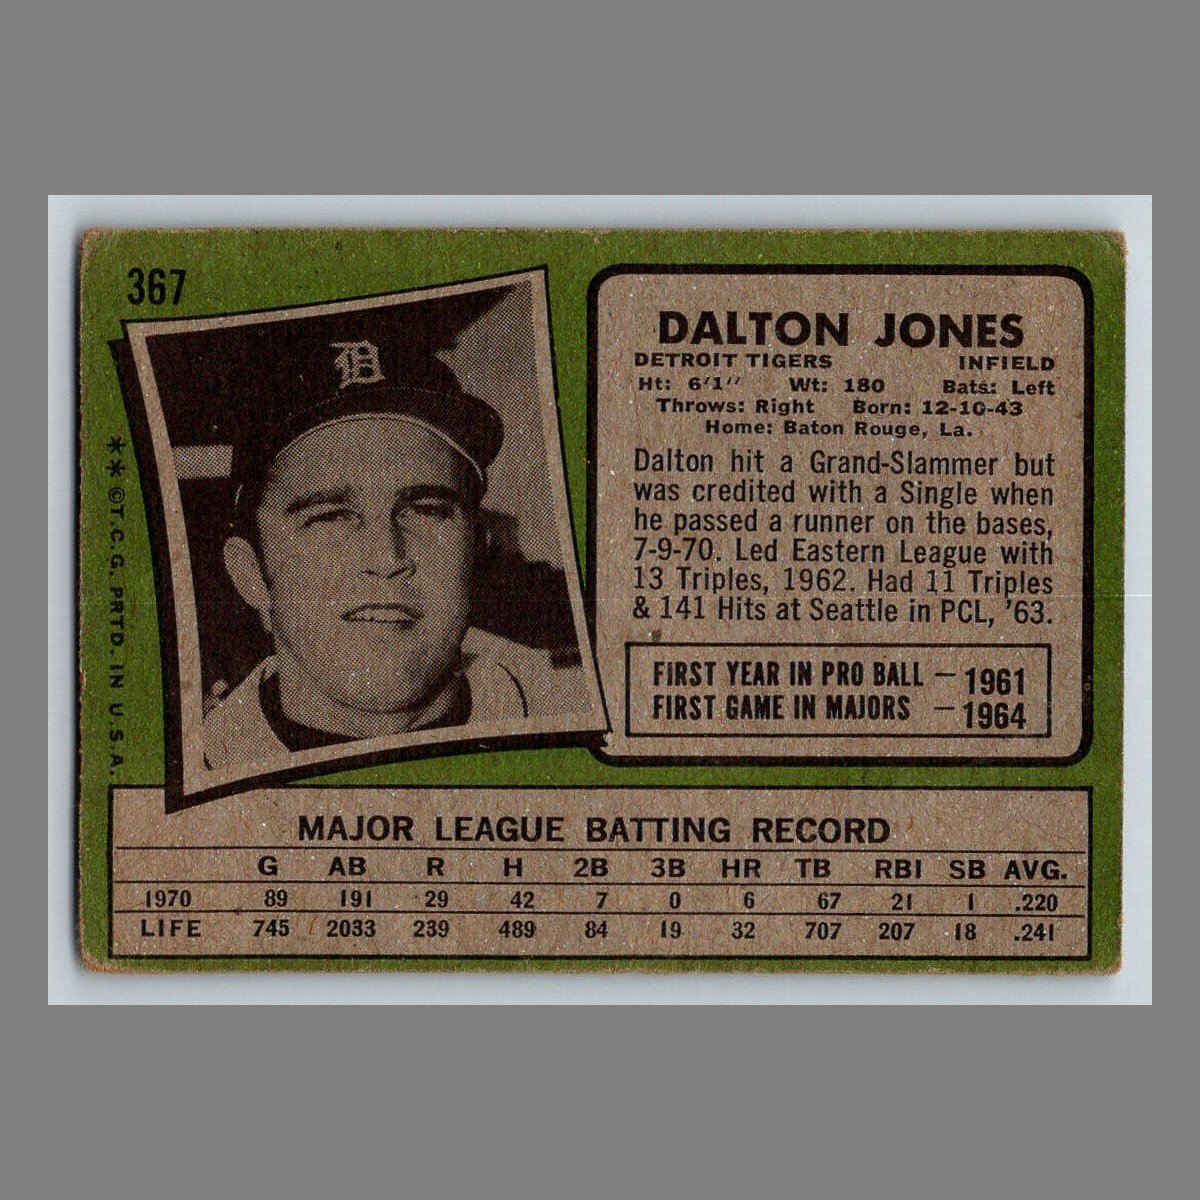 367
DALTON JONES
DETROIT TIGERS INFIELD
Ht: 6'1" Wt: 180 Bats: Left
Throws: Right Born: 12-10-43
Home: Baton Rouge, La.
Dalton hit a Grand-Slammer but
was credited with a Single when
he passed a runner on the bases,
7-9-70. Led Eastern League with
13 Triples, 1962. Had 11 Triples
& 141 Hits at Seattle in PCL, '63.
FIRST YEAR IN PRO BALL — 1961
FIRST GAME IN MAJORS — 1964
D
**©T.C.G. PRTD. IN U.S.A.
MAJOR LEAGUE BATTING RECORD
G AB R H 2B 3B HR TB RBI SB AVG.
1970 89 191 29 42 7 0 6 67 21 1 .220
LIFE 745 2033 239 489 84 19 32 707 207 18 .241